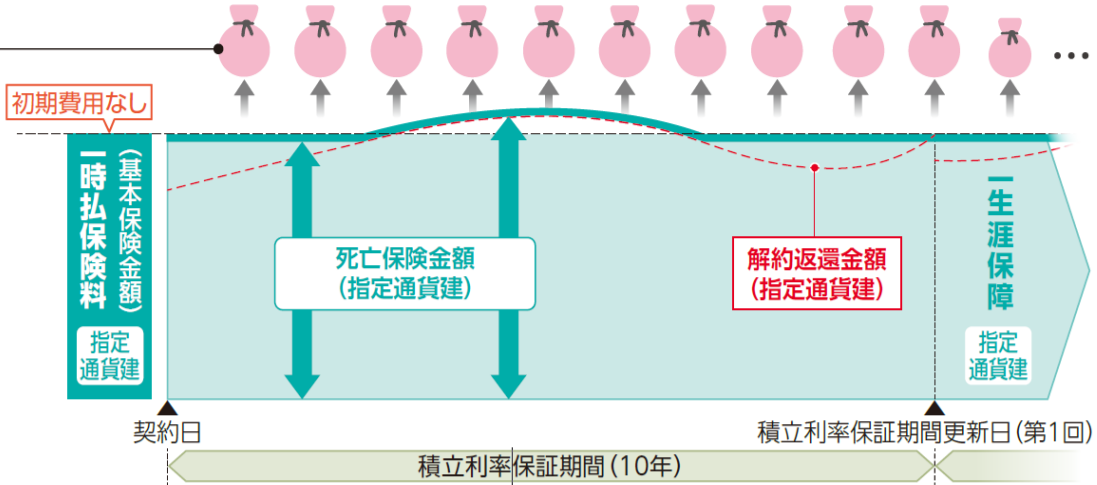 初期費用なし
一時払保険料
(基本保険金額)
指定
通貨建
死亡保険金額
(指定通貨建)
解約返還金額
(指定通貨建)
一生涯保障
指定
通貨建
…
契約日
積立利率保証期間更新日(第1回)
積立利率保証期間(10年)